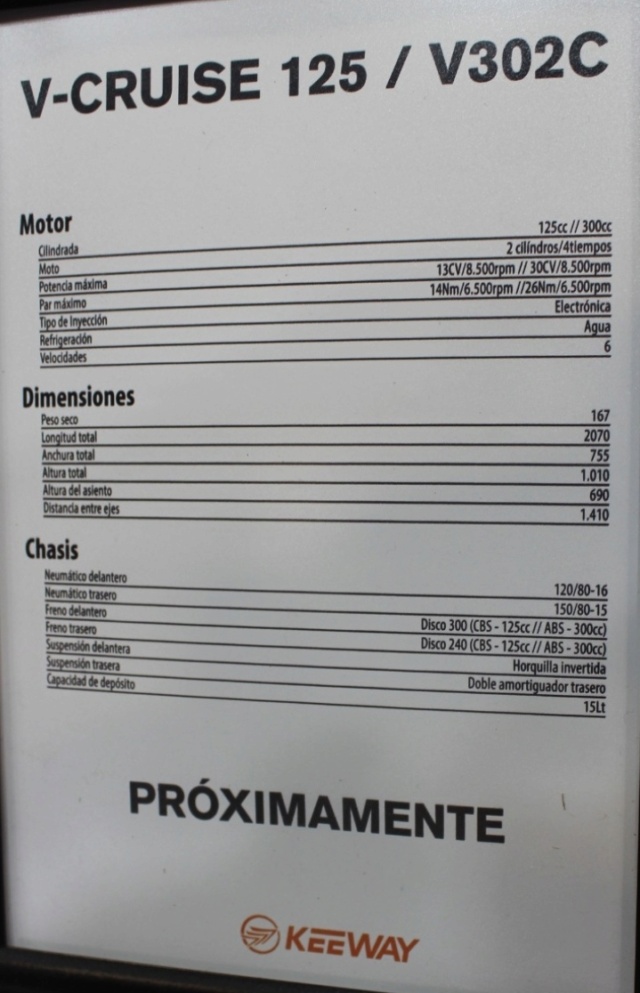 V-CRUISE 125 / V302C
Motor
Cilindrada 125cc // 300cc
Moto 2 cilíndros/4tiempos
Potencia máxima 13CV/8.500rpm // 30CV/8.500rpm
Par máximo 14Nm/6.500rpm //26Nm/6.500rpm
Tipo de Inyección Electrónica
Refrigeración Agua
Velocidades 6
Dimensiones
Peso seco 167
Longitud total 2070
Anchura total 755
Altura total 1.010
Altura del asiento 690
Distancia entre ejes 1.410
Chasis
Neumático delantero 120/80-16
Neumático trasero 150/80-15
Freno delantero Disco 300 (CBS - 125cc // ABS - 300cc)
Freno trasero Disco 240 (CBS - 125cc // ABS - 300cc)
Suspensión delantera Horquilla invertida
Suspensión trasera Doble amortiguador trasero
Capacidad de depósito 15Lt
PRÓXIMAMENTE
KEEWAY